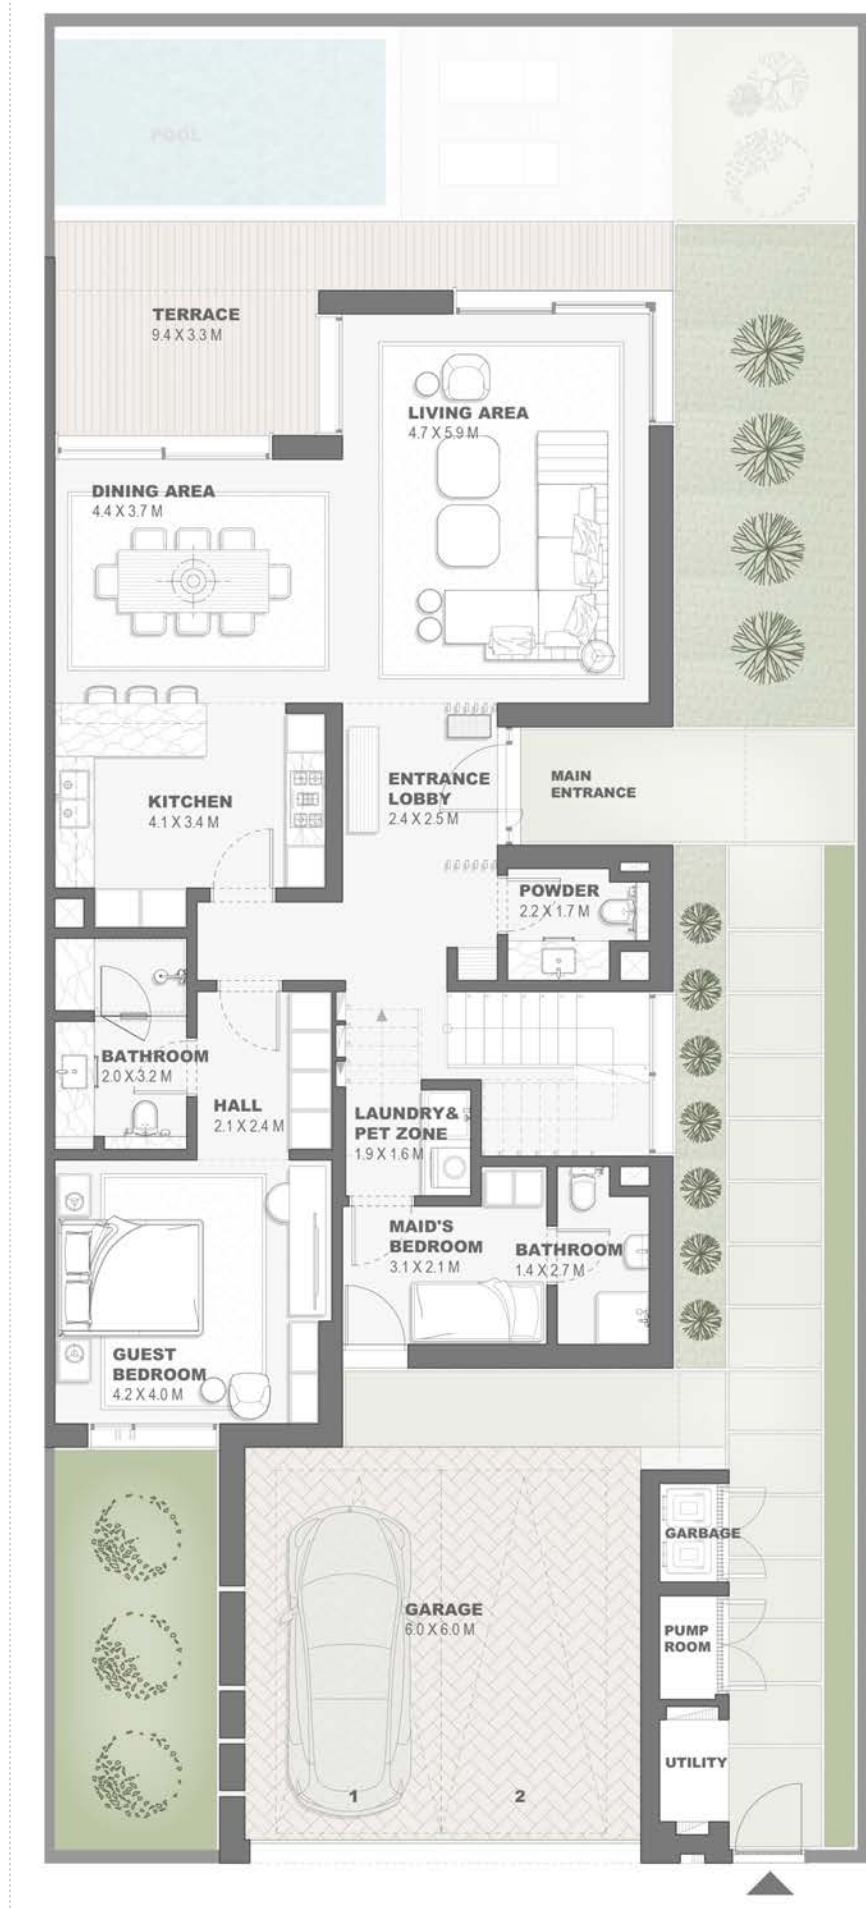 POOL
TERRACE
9.4 X 3.3 M
LIVING AREA
4.7 X 5.9 M
DINING AREA
4.4 X 3.7 M
KITCHEN
4.1 X 3.4 M
ENTRANCE
LOBBY
2.4 X 2.5 M
MAIN
ENTRANCE
POWDER
2.2 X 1.7 M
BATHROOM
2.0 X 3.2 M
HALL
2.1 X 2.4 M
LAUNDRY&
PET ZONE
1.9 X 1.6 M
MAID'S
BEDROOM
3.1 X 2.1 M
BATHROOM
1.4 X 2.7 M
GUEST
BEDROOM
4.2 X 4.0 M
GARBAGE
GARAGE
6.0 X 6.0 M
PUMP
ROOM
UTILITY
1
2